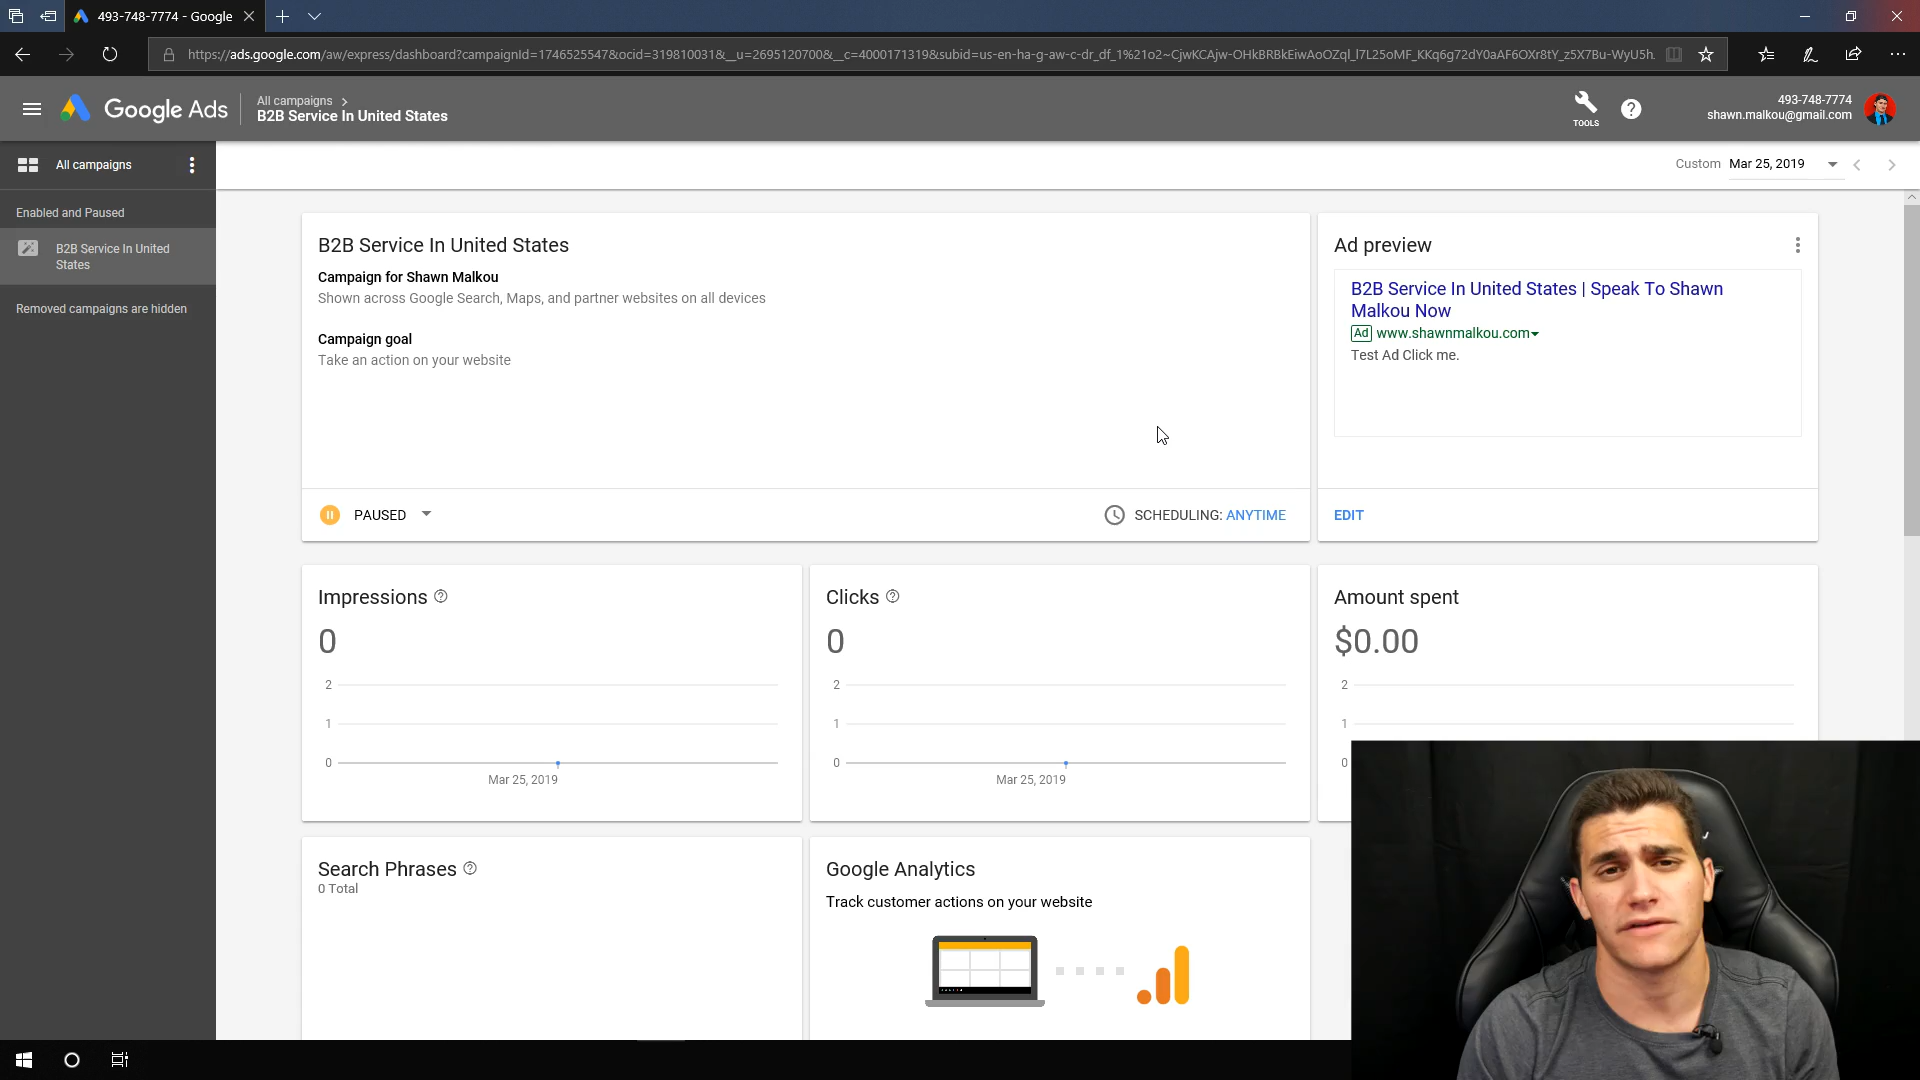 493-748-7774 - Google
https://ads.google.com/aw/express/dashboard?campaignId=1746525547&ocid=319810031&__u=2695120700&__c=4000171319&subid=us-en-ha-g-aw-c-dr_df_1%21o2~CjwKCAjw-OHkBRBkEiwAoOZql_l7L25oMF_KKq6g72dY0aAF6OXr8tY_z5X7Bu-WyU5h
Google Ads
All campaigns >
B2B Service In United States
TOOLS
493-748-7774
shawn.malkou@gmail.com
All campaigns
Custom Mar 25, 2019
Enabled and Paused
B2B Service In United
States
Removed campaigns are hidden
B2B Service In United States
Campaign for Shawn Malkou
Shown across Google Search, Maps, and partner websites on all devices
Campaign goal
Take an action on your website
PAUSED
SCHEDULING: ANYTIME
Ad preview
B2B Service In United States | Speak To Shawn
Malkou Now
Ad www.shawnmalkou.com
Test Ad Click me.
EDIT
Impressions
0
2
1
0
Mar 25, 2019
Clicks
0
2
1
0
Mar 25, 2019
Amount spent
$0.00
2
1
0
Search Phrases
0 Total
Google Analytics
Track customer actions on your website